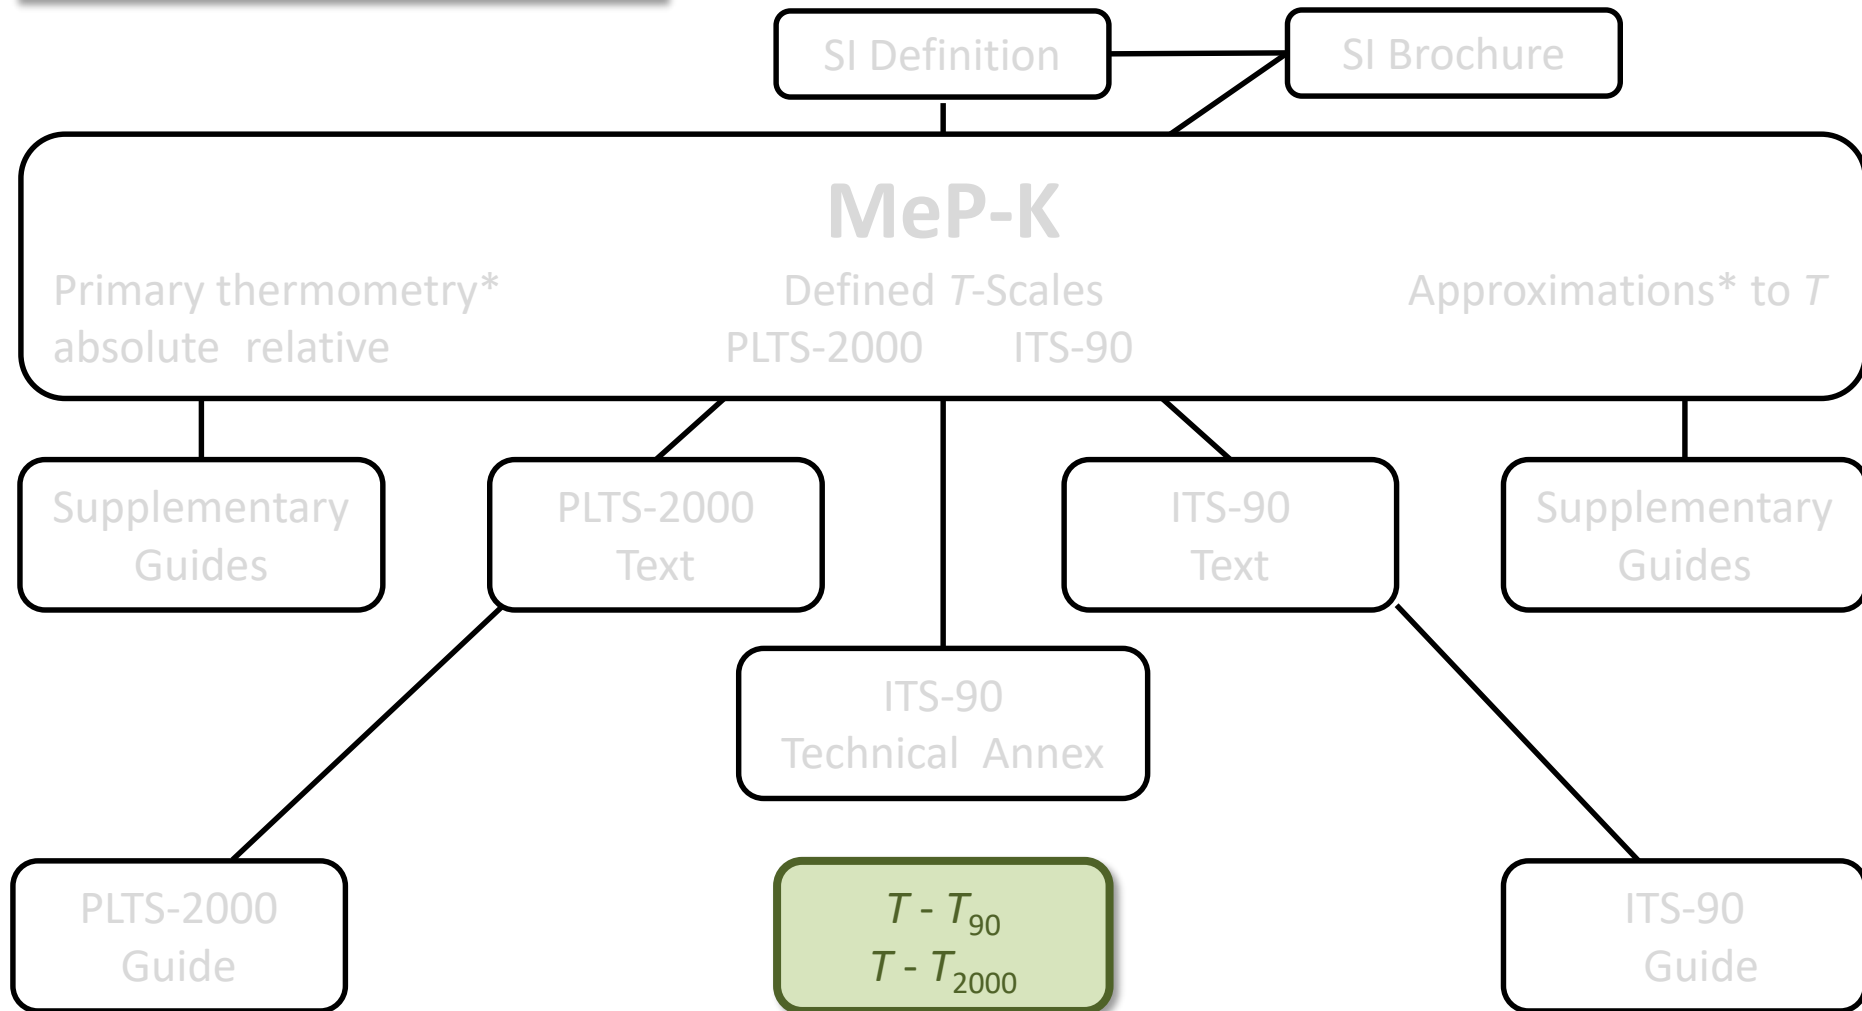 SI Definition
SI Brochure
MeP-K
Primary thermometry*
absolute relative
Defined T-Scales
PLTS-2000 ITS-90
Approximations* to T
Supplementary
Guides
PLTS-2000
Text
ITS-90
Text
Supplementary
Guides
ITS-90
Technical Annex
PLTS-2000
Guide
T - T90
T - T2000
ITS-90
Guide